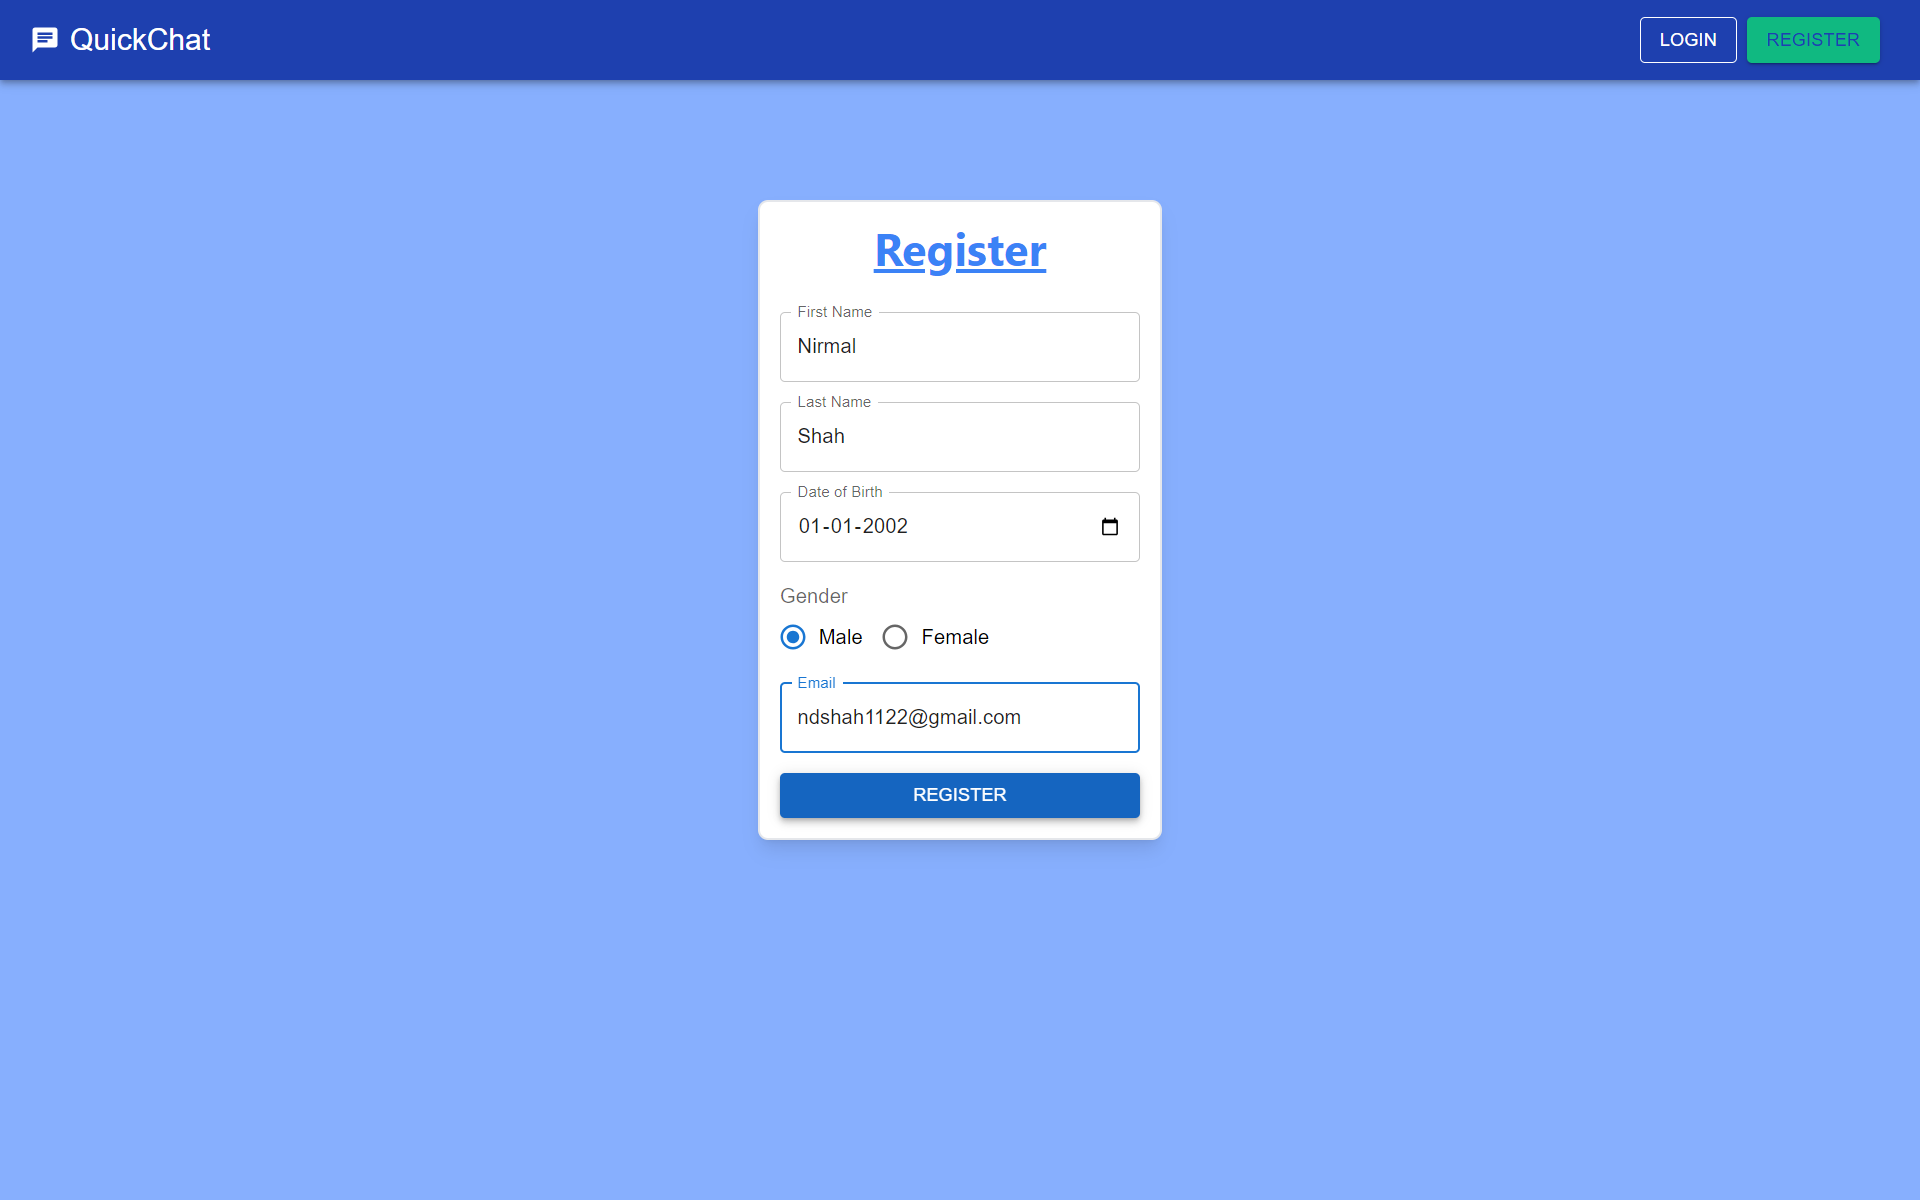 QuickChat
LOGIN
REGISTER
Register
First Name
Nirmal
Last Name
Shah
Date of Birth
01-01-2002
Gender
Male Female
Email
ndshah1122@gmail.com
REGISTER